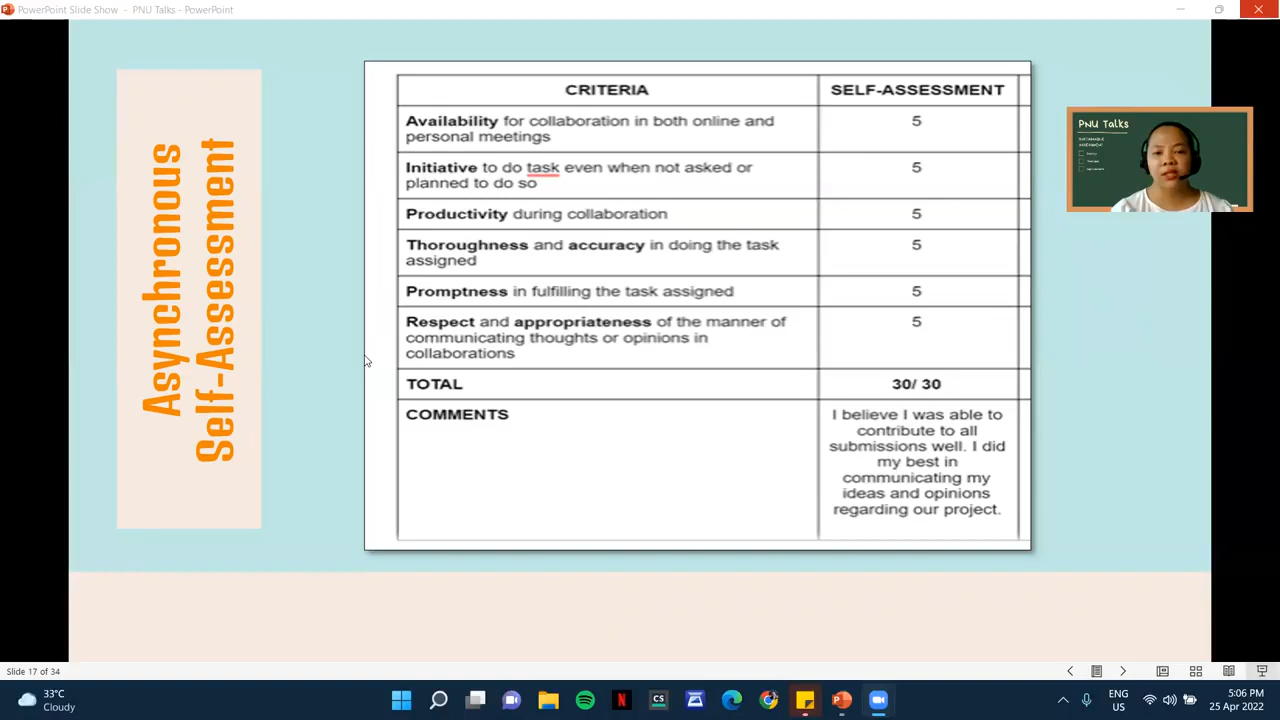 PowerPoint Slide Show - PNU Talks - PowerPoint
Asynchronous
Self-Assessment
CRITERIA
SELF-ASSESSMENT
Availability for collaboration in both online and
personal meetings
5
Initiative to do task even when not asked or
planned to do so
5
Productivity during collaboration
5
Thoroughness and accuracy in doing the task
assigned
5
Promptness in fulfilling the task assigned
5
Respect and appropriateness of the manner of
communicating thoughts or opinions in
collaborations
5
TOTAL
30/ 30
COMMENTS
I believe I was able to
contribute to all
submissions well. I did
my best in
communicating my
ideas and opinions
regarding our project.
PNU Talks
Slide 17 of 34
33°C
Cloudy
CS
ENG
US
5:06 PM
25 Apr 2022